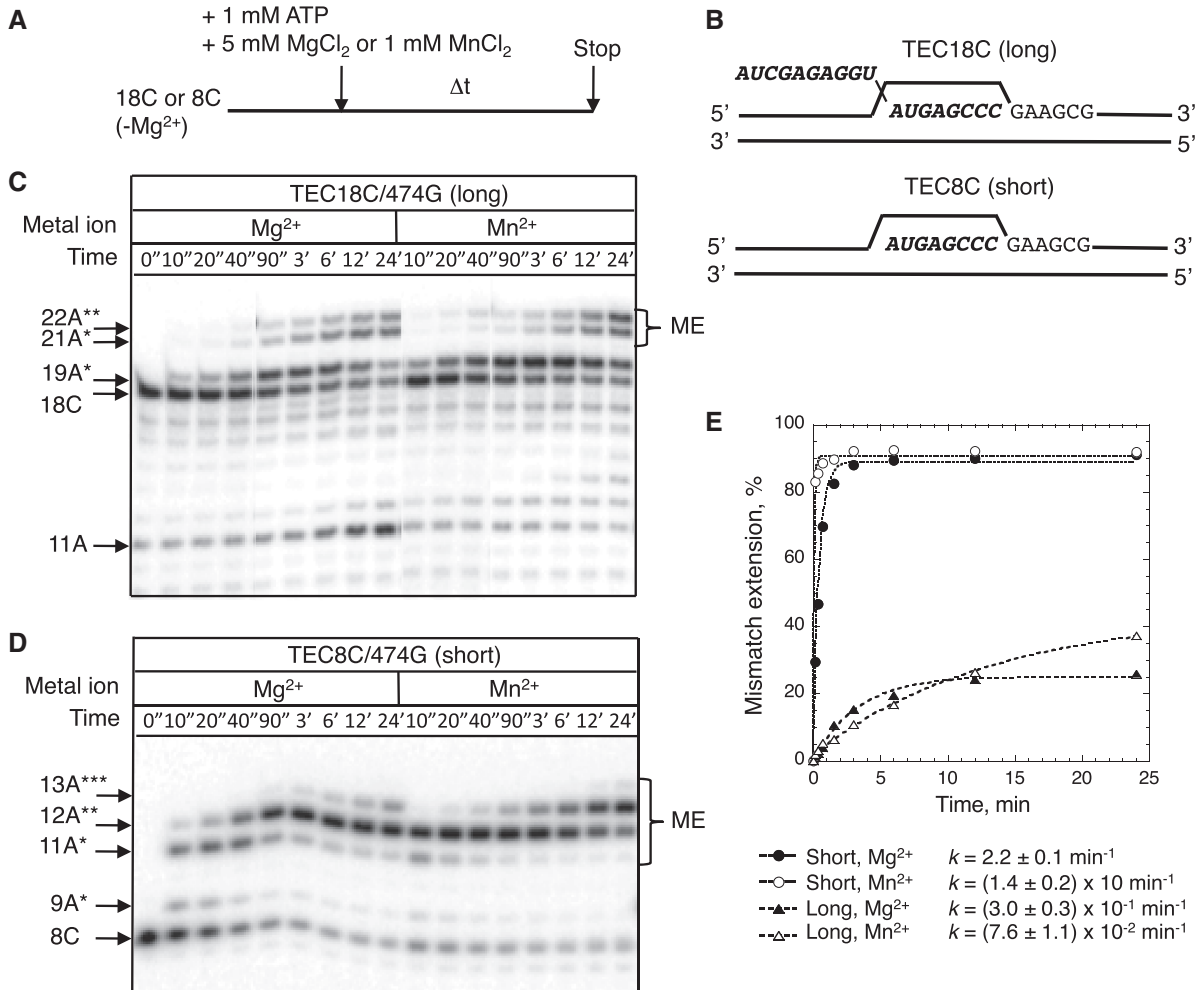 A
+ 1 mM ATP
+ 5 mM MgCl2 or 1 mM MnCl2
Stop
Δt
18C or 8C
(-Mg2+)
B
TEC18C (long)
AUCGAGAGGU
5’ AUGAGCCC GAAGCG 3’
3’ 5’
TEC8C (short)
5’ AUGAGCCC GAAGCG 3’
3’ 5’
C
TEC18C/474G (long)
Metal ion Mg2+ Mn2+
Time 0” 10” 20” 40” 90” 3’ 6’ 12’ 24’ 10” 20” 40” 90” 3’ 6’ 12’ 24’
22A**
21A*
ME
19A*
18C
11A
D
TEC8C/474G (short)
Metal ion Mg2+ Mn2+
Time 0” 10” 20” 40” 90” 3’ 6’ 12’ 24’ 10” 20” 40” 90” 3’ 6’ 12’ 24’
13A***
12A**
ME
11A*
9A*
8C
E
Mismatch extension, %
100
80
60
40
20
0
0 5 10 15 20 25
Time, min
Short, Mg2+ k = 2.2 ± 0.1 min-1
Short, Mn2+ k = (1.4 ± 0.2) x 10 min-1
Long, Mg2+ k = (3.0 ± 0.3) x 10-1 min-1
Long, Mn2+ k = (7.6 ± 1.1) x 10-2 min-1